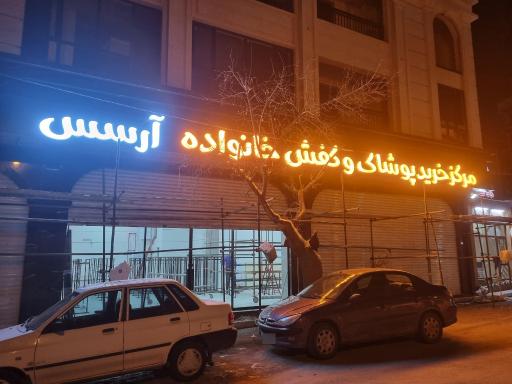 مرکز خرید پوشاک و کفش خانواده آرسس